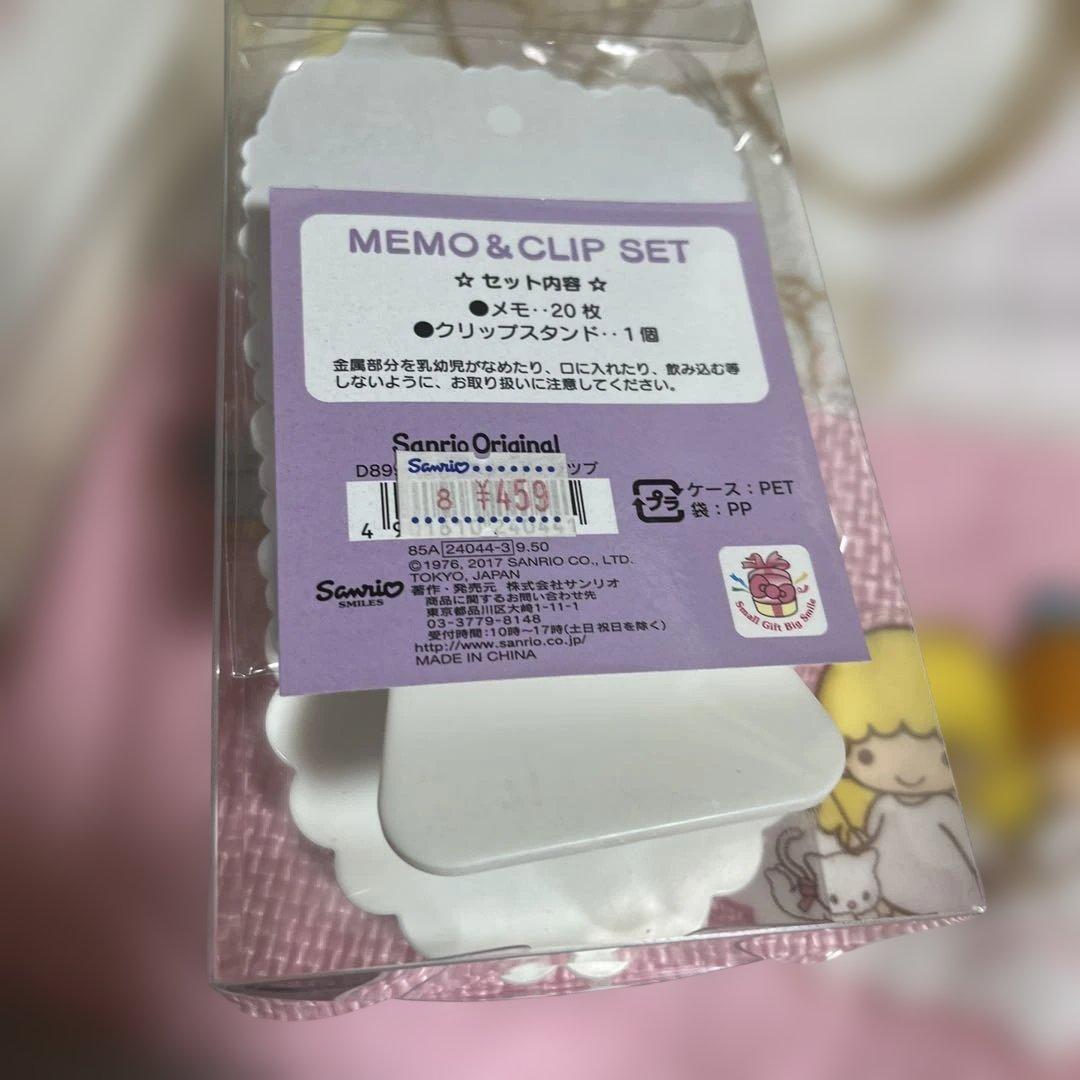 MEMO&CLIP SET
☆ セット内容 ☆
●メモ‥20枚
●クリップスタンド‥1個
金属部分を乳幼児がなめたり、口に入れたり、飲み込む等
しないように、お取り扱いに注意してください。
Sanrio Original
Sanrio
8 ¥459
ケース：PET
プラ 袋：PP
85A 24044-3 9.50
©1976, 2017 SANRIO CO., LTD.
TOKYO, JAPAN
Sanrio
SMILES
著作・発売元 株式会社サンリオ
商品に関するお問い合わせ先
東京都品川区大崎1-11-1
03-3779-8148
受付時間：10時～17時(土日祝日を除く)
http://www.sanrio.co.jp/
MADE IN CHINA
Small Gift Big Smile